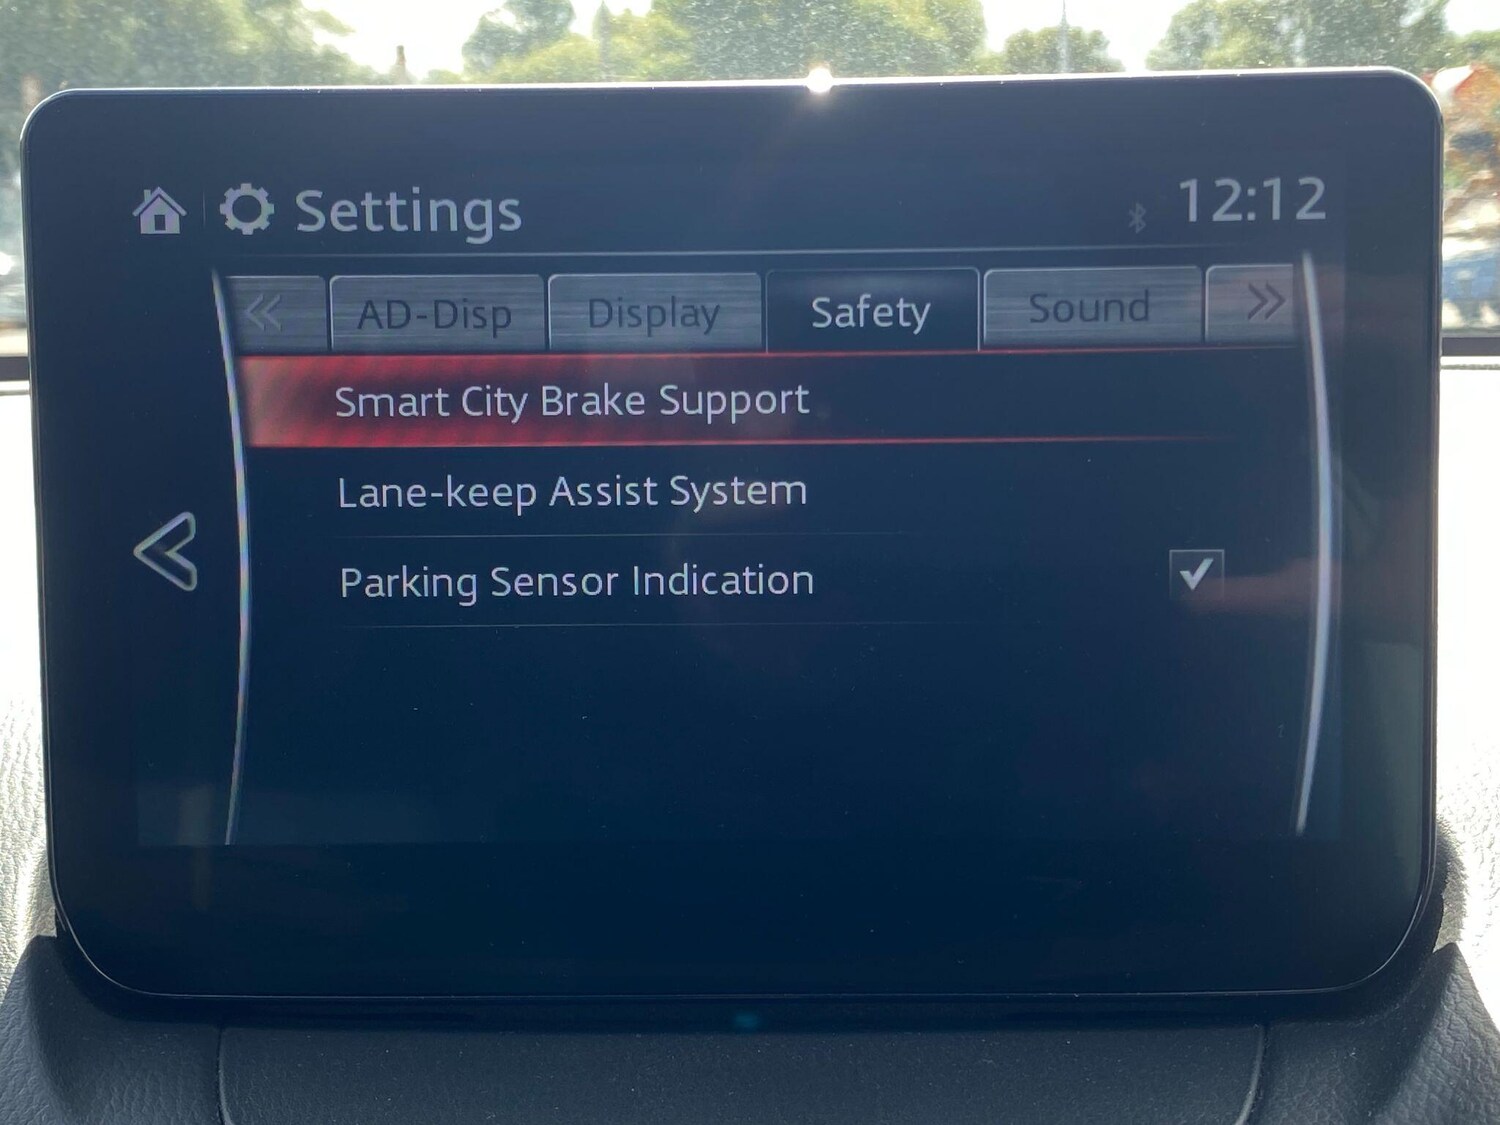 Settings
12:12
AD-Disp
Display
Safety
Sound
Smart City Brake Support
Lane-keep Assist System
Parking Sensor Indication